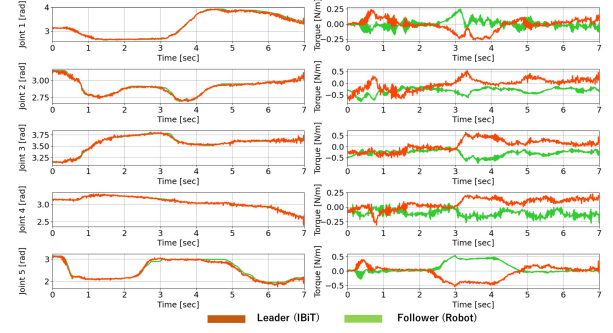 Joint 1 [rad]
4
3
0 1 2 3 4 5 6 7
Time [sec]
Torque [N/m]
0.25
0.00
-0.25
0 1 2 3 4 5 6 7
Time [sec]
Joint 2 [rad]
3.00
2.75
0 1 2 3 4 5 6 7
Time [sec]
Torque [N/m]
0.5
0.0
-0.5
0 1 2 3 4 5 6 7
Time [sec]
Joint 3 [rad]
3.75
3.50
3.25
0 1 2 3 4 5 6 7
Time [sec]
Torque [N/m]
0.5
0.0
-0.5
0 1 2 3 4 5 6 7
Time [sec]
Joint 4 [rad]
3.0
2.5
0 1 2 3 4 5 6 7
Time [sec]
Torque [N/m]
0.25
0.00
-0.25
0 1 2 3 4 5 6 7
Time [sec]
Joint 5 [rad]
3
2
0 1 2 3 4 5 6 7
Time [sec]
Torque [N/m]
0.5
0.0
-0.5
0 1 2 3 4 5 6 7
Time [sec]
Leader (IBiT) Follower (Robot)